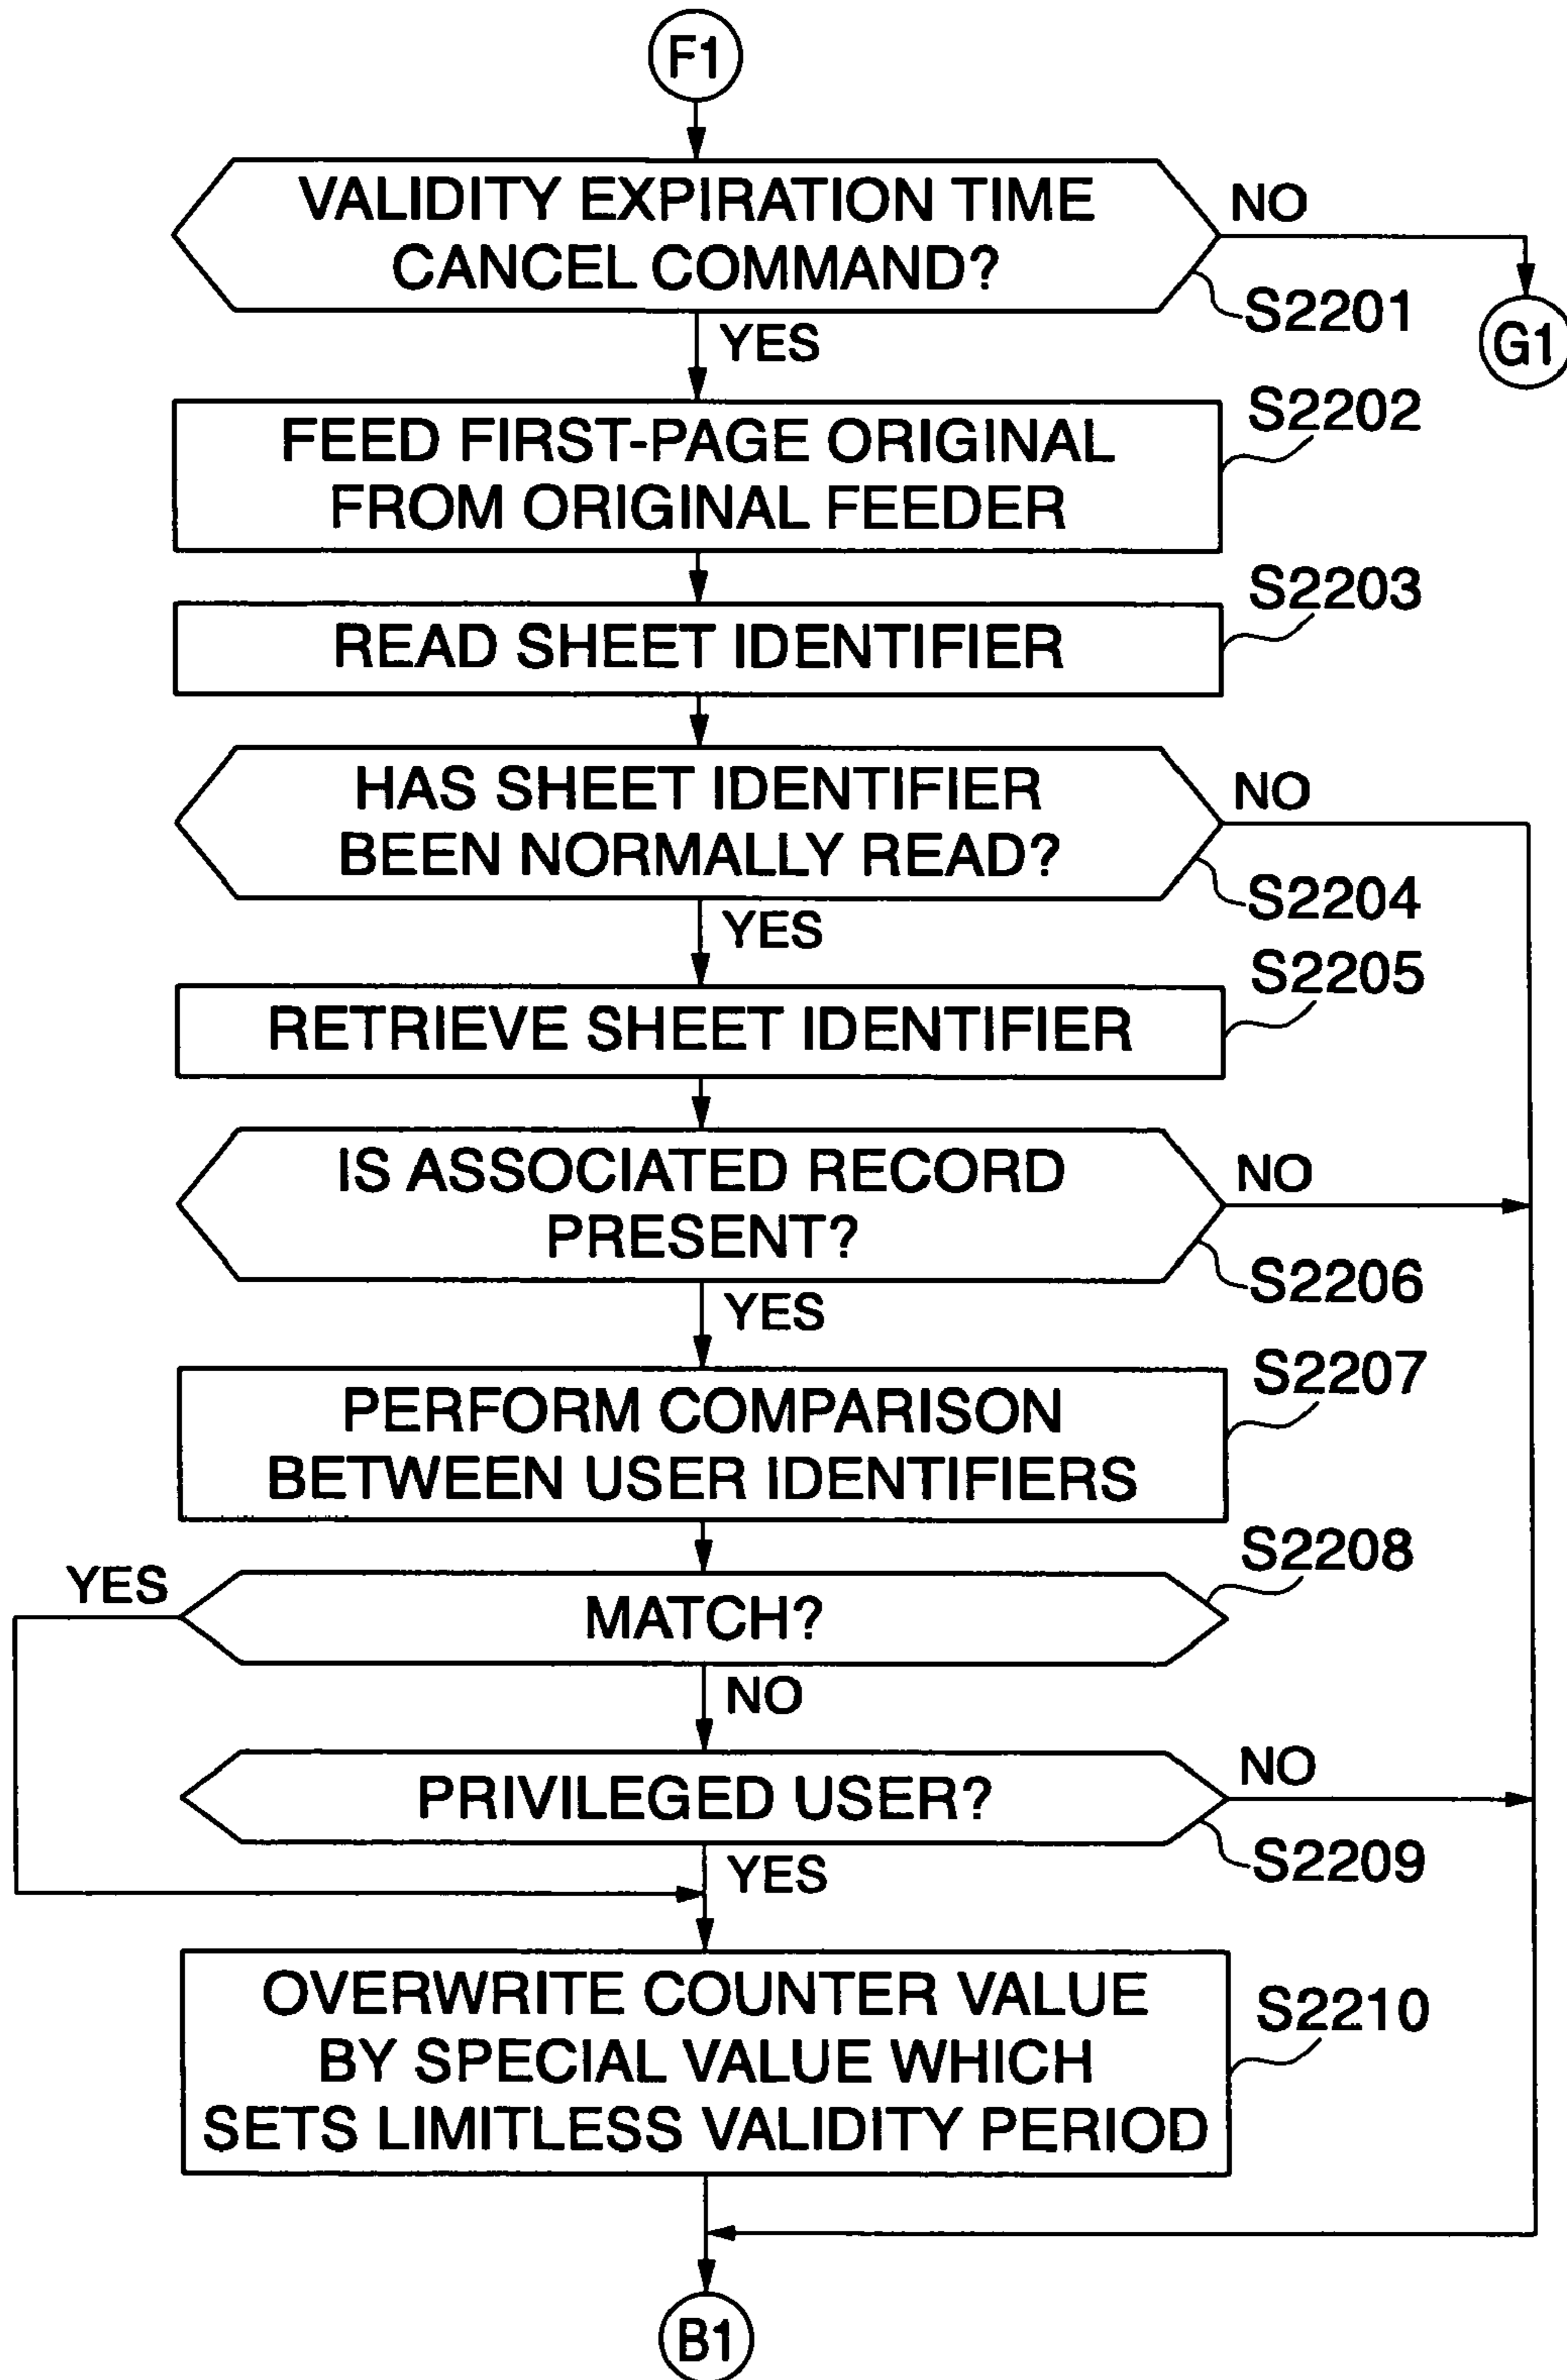 F1
VALIDITY EXPIRATION TIME
CANCEL COMMAND?
NO
S2201
G1
YES
S2202
FEED FIRST-PAGE ORIGINAL
FROM ORIGINAL FEEDER
S2203
READ SHEET IDENTIFIER
HAS SHEET IDENTIFIER
BEEN NORMALLY READ?
NO
S2204
YES
S2205
RETRIEVE SHEET IDENTIFIER
IS ASSOCIATED RECORD
PRESENT?
NO
S2206
YES
S2207
PERFORM COMPARISON
BETWEEN USER IDENTIFIERS
S2208
YES
MATCH?
NO
PRIVILEGED USER?
NO
S2209
YES
OVERWRITE COUNTER VALUE
BY SPECIAL VALUE WHICH
SETS LIMITLESS VALIDITY PERIOD
S2210
B1